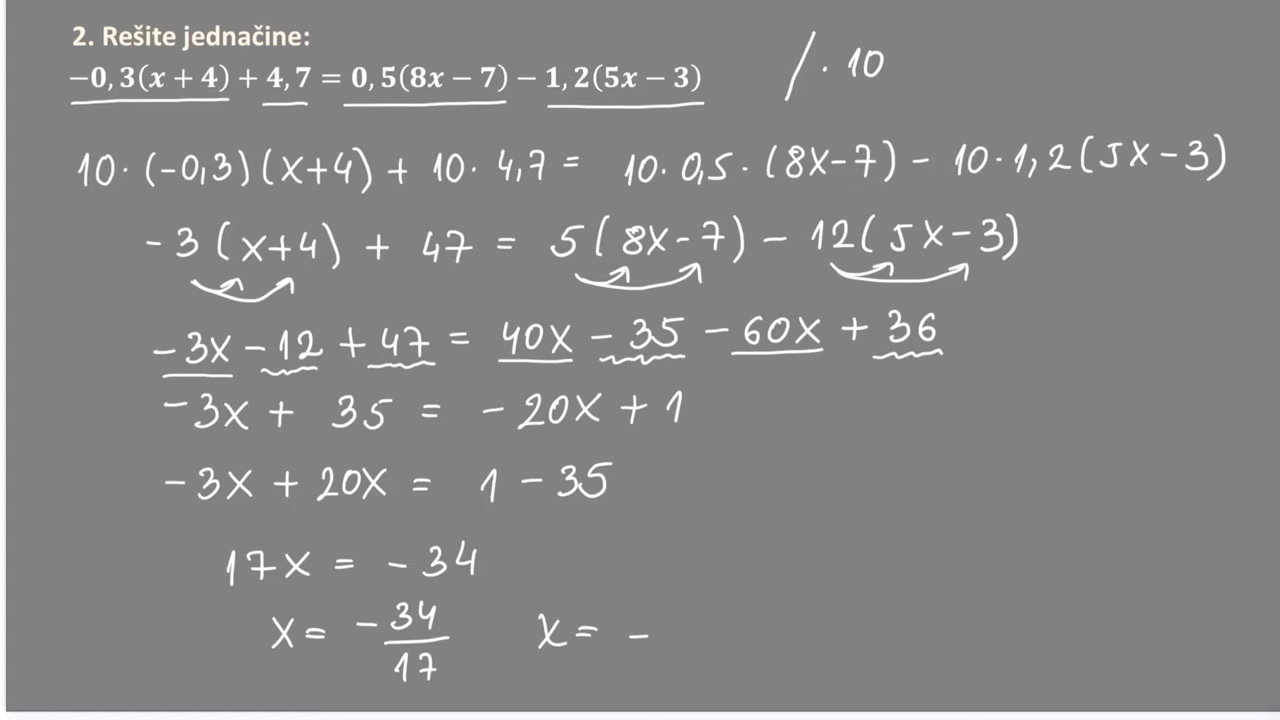 2. Rešite jednačine:
−0,3(x + 4) + 4,7 = 0,5(8x − 7) − 1,2(5x − 3) / · 10
10 · (-0,3)(x+4) + 10 · 4,7 = 10 · 0,5 · (8x-7) - 10 · 1,2(5x-3)
-3(x+4) + 47 = 5(8x-7) - 12(5x-3)
-3x - 12 + 47 = 40x - 35 - 60x + 36
-3x + 35 = -20x + 1
-3x + 20x = 1 - 35
17x = -34
x = -34/17 x = -